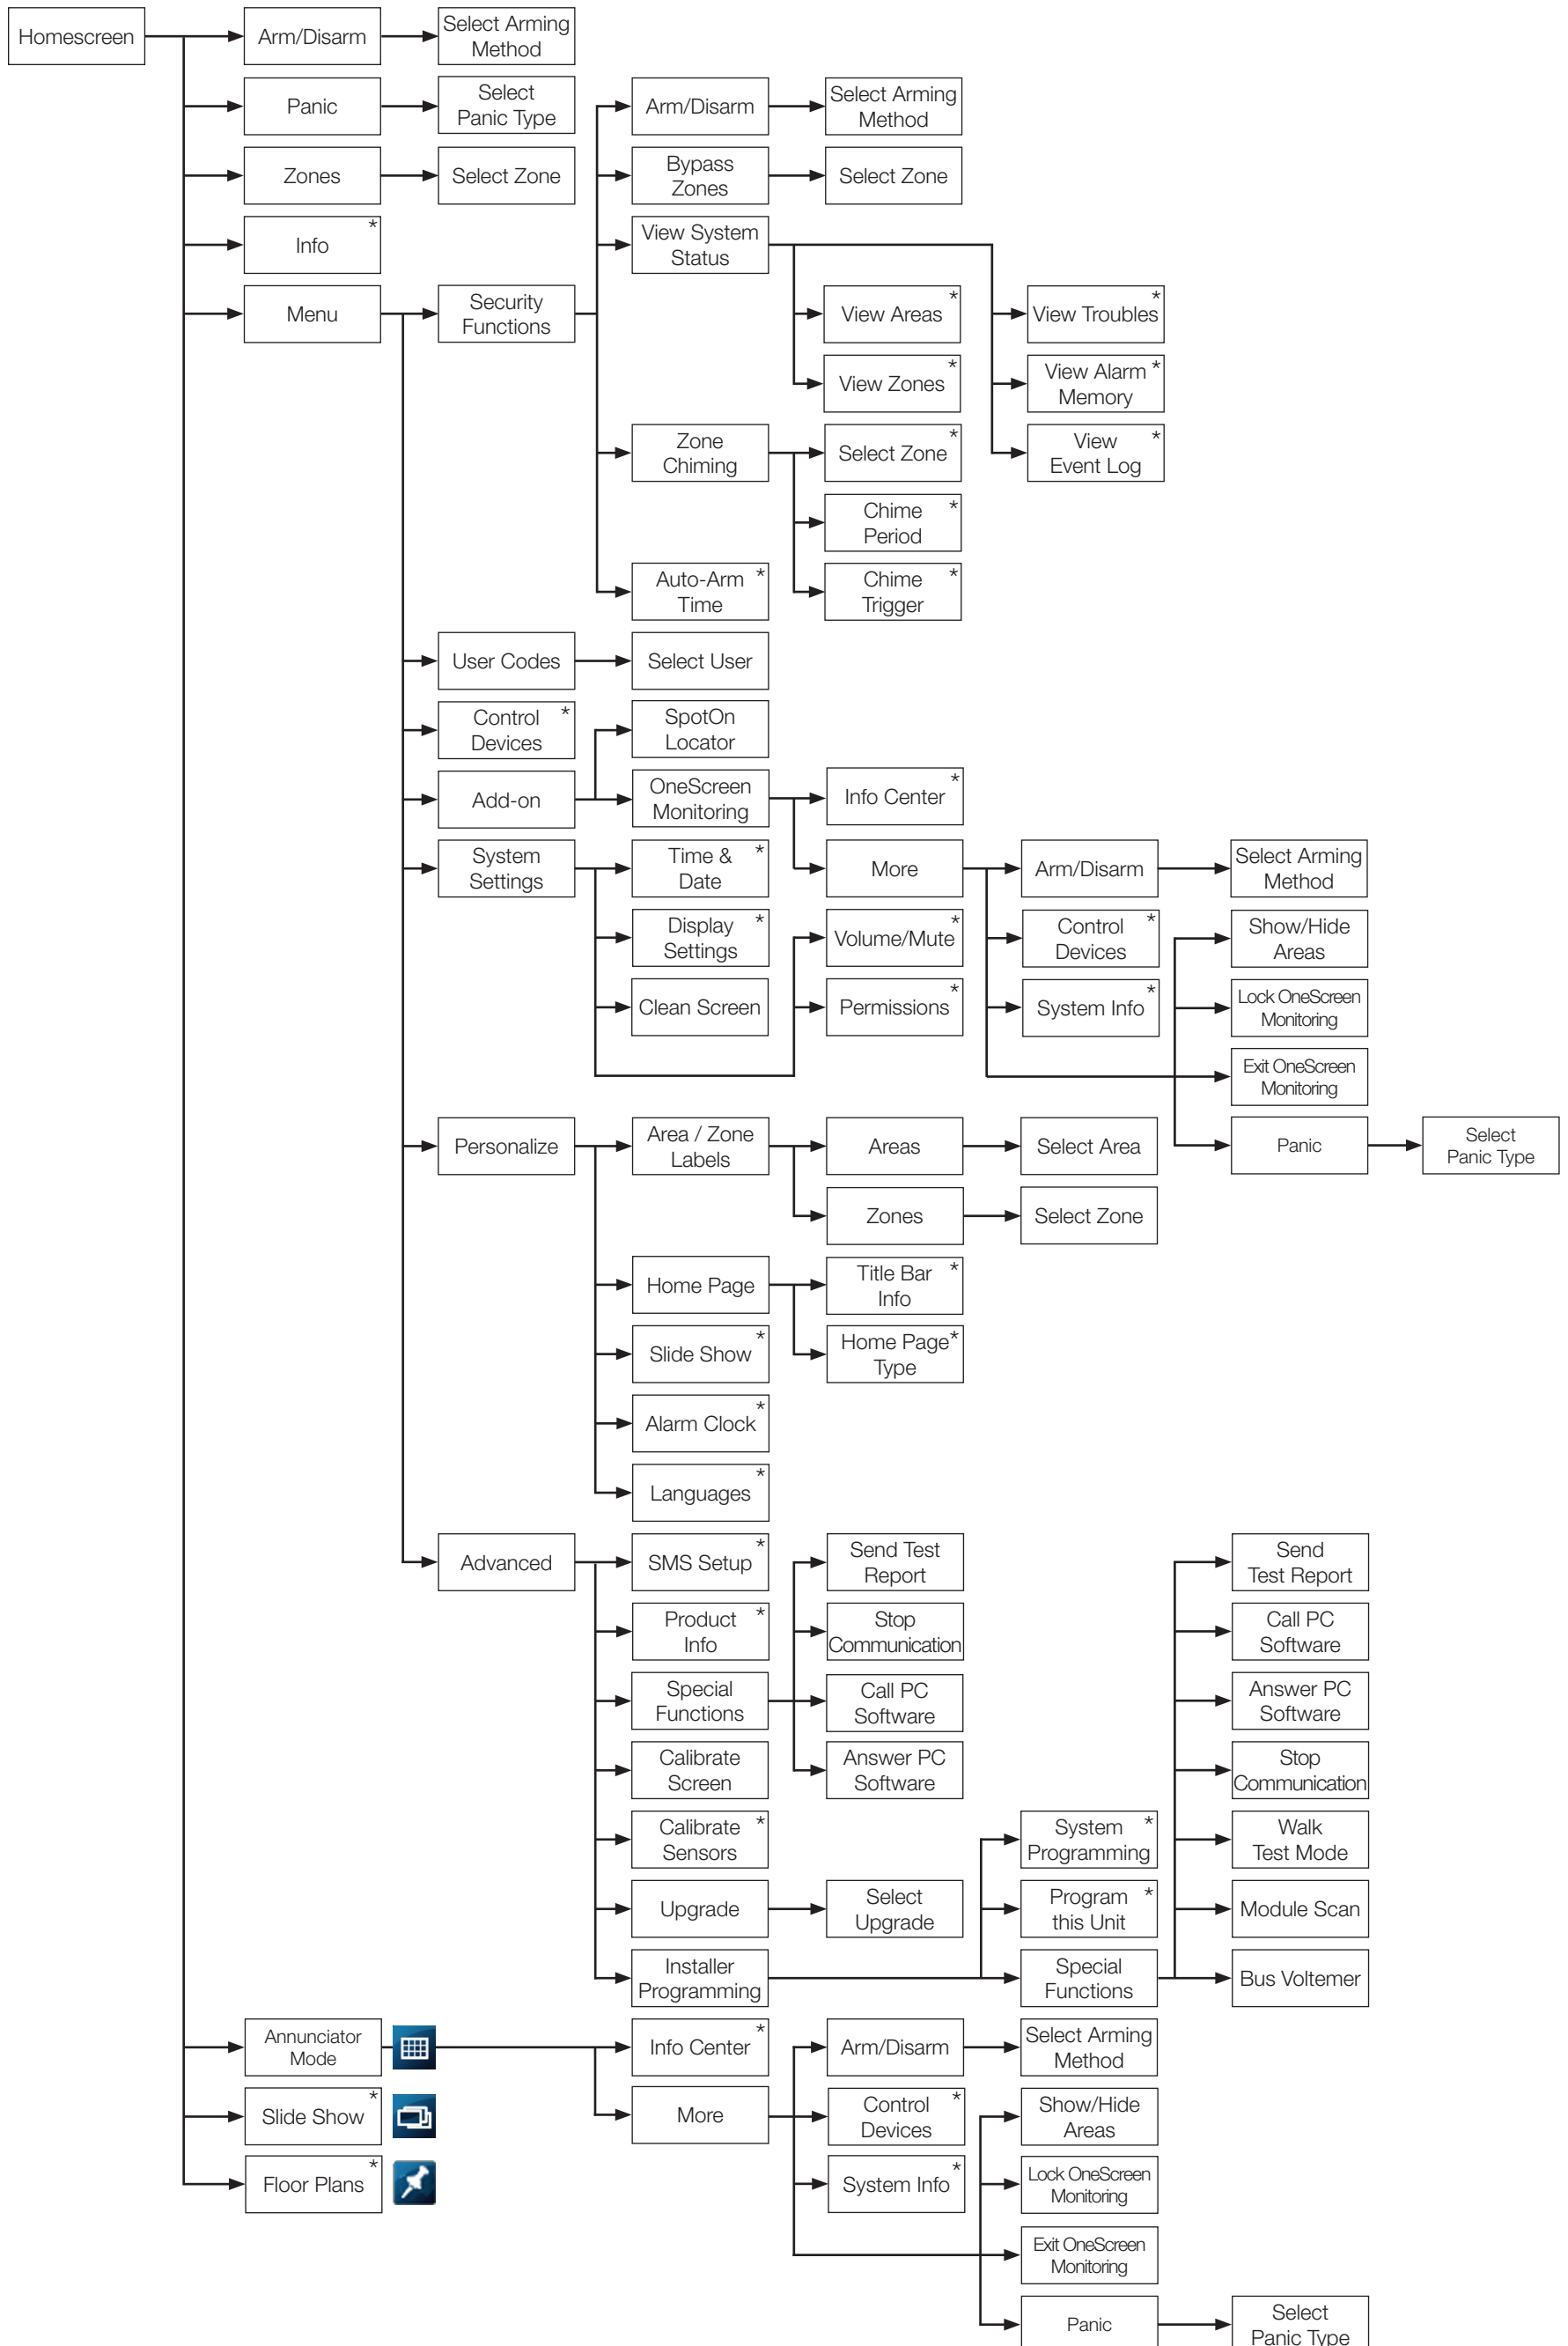 Homescreen
Arm/Disarm
Select Arming
Method
Panic
Select
Panic Type
Arm/Disarm
Select Arming
Method
Zones
Select Zone
Bypass
Zones
Select Zone
Info *
View System
Status
Menu
Security
Functions
View Areas *
View Troubles *
View Zones *
View Alarm *
Memory
Zone
Chiming
Select Zone *
View *
Event Log
Chime *
Period
Auto-Arm *
Time
Chime *
Trigger
User Codes
Select User
Control *
Devices
SpotOn
Locator
Add-on
OneScreen
Monitoring
Info Center *
System
Settings
Time & *
Date
More
Arm/Disarm
Select Arming
Method
Display *
Settings
Volume/Mute *
Control *
Devices
Show/Hide
Areas
Clean Screen
Permissions *
System Info *
Lock OneScreen
Monitoring
Exit OneScreen
Monitoring
Personalize
Area / Zone
Labels
Areas
Select Area
Panic
Select
Panic Type
Zones
Select Zone
Home Page
Title Bar *
Info
Slide Show *
Home Page *
Type
Alarm Clock *
Languages *
Advanced
SMS Setup *
Send Test
Report
Send
Test Report
Product *
Info
Stop
Communication
Call PC
Software
Special
Functions
Call PC
Software
Answer PC
Software
Calibrate
Screen
Answer PC
Software
Stop
Communication
Calibrate *
Sensors
System *
Programming
Walk
Test Mode
Upgrade
Select
Upgrade
Program *
this Unit
Module Scan
Installer
Programming
Special
Functions
Bus Voltemer
Annunciator
Mode
Info Center *
Arm/Disarm
Select Arming
Method
Slide Show *
More
Control *
Devices
Show/Hide
Areas
Floor Plans *
System Info *
Lock OneScreen
Monitoring
Exit OneScreen
Monitoring
Panic
Select
Panic Type